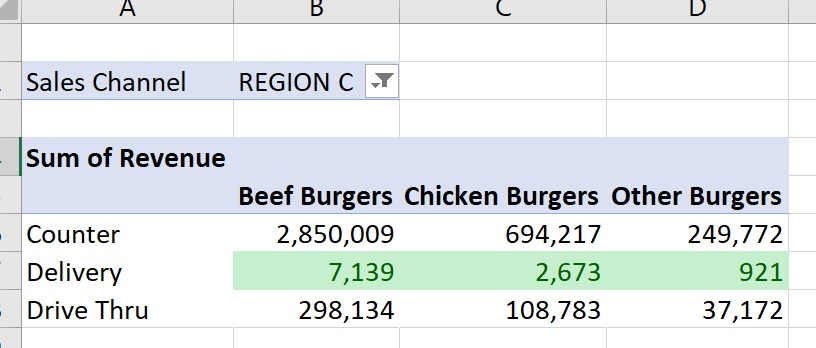 A B C D
Sales Channel REGION C
Sum of Revenue
Beef Burgers Chicken Burgers Other Burgers
Counter 2,850,009 694,217 249,772
Delivery 7,139 2,673 921
Drive Thru 298,134 108,783 37,172